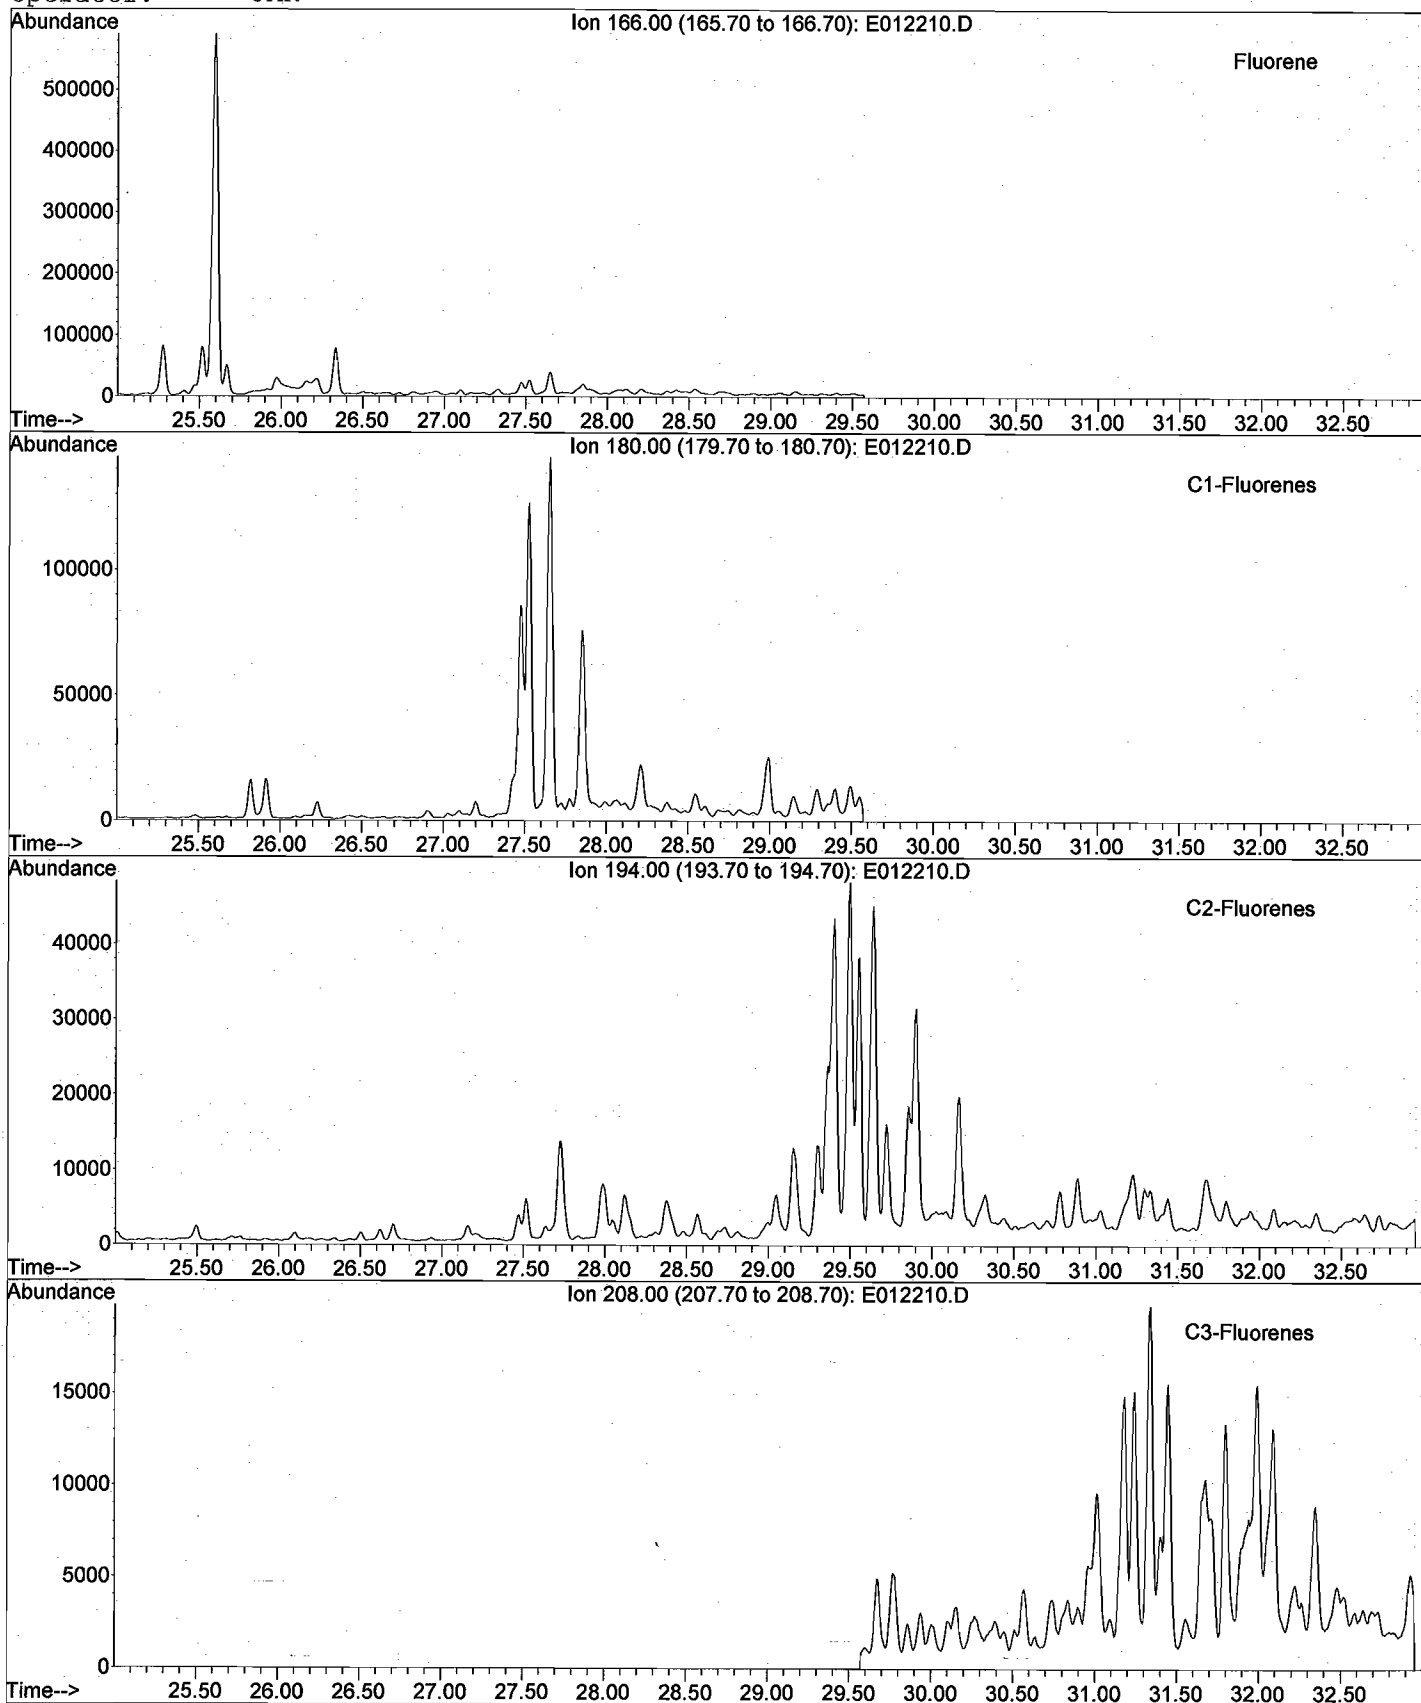 Abundance
Ion 166.00 (165.70 to 166.70): E012210.D
Fluorene
500000
400000
300000
200000
100000
0
Time--> 25.50 26.00 26.50 27.00 27.50 28.00 28.50 29.00 29.50 30.00 30.50 31.00 31.50 32.00 32.50
Abundance
Ion 180.00 (179.70 to 180.70): E012210.D
C1-Fluorenes
100000
50000
0
Time--> 25.50 26.00 26.50 27.00 27.50 28.00 28.50 29.00 29.50 30.00 30.50 31.00 31.50 32.00 32.50
Abundance
Ion 194.00 (193.70 to 194.70): E012210.D
C2-Fluorenes
40000
30000
20000
10000
0
Time--> 25.50 26.00 26.50 27.00 27.50 28.00 28.50 29.00 29.50 30.00 30.50 31.00 31.50 32.00 32.50
Abundance
Ion 208.00 (207.70 to 208.70): E012210.D
C3-Fluorenes
15000
10000
5000
0
Time--> 25.50 26.00 26.50 27.00 27.50 28.00 28.50 29.00 29.50 30.00 30.50 31.00 31.50 32.00 32.50